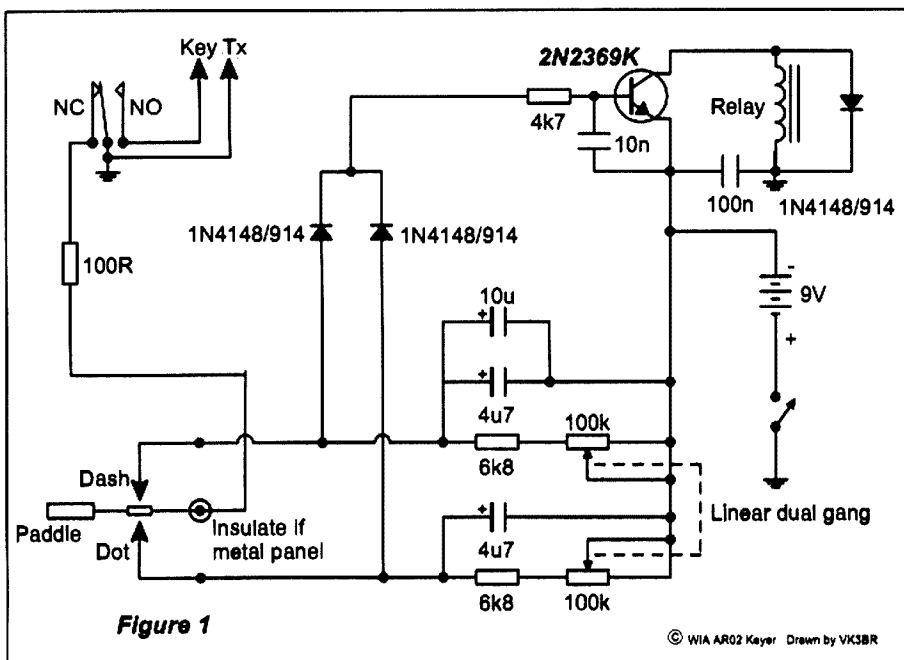 Key Tx
2N2369K
NC
NO
Relay
4k7
10n
100n
1N4148/914
1N4148/914
1N4148/914
100R
-
9V
+
10u
+
+
4u7
100k
6k8
Dash
Paddle
Insulate if
metal panel
Linear dual gang
+
Dot
4u7
6k8
100k
Figure 1
© WIA AR02 Keyer Drawn by VK3BR